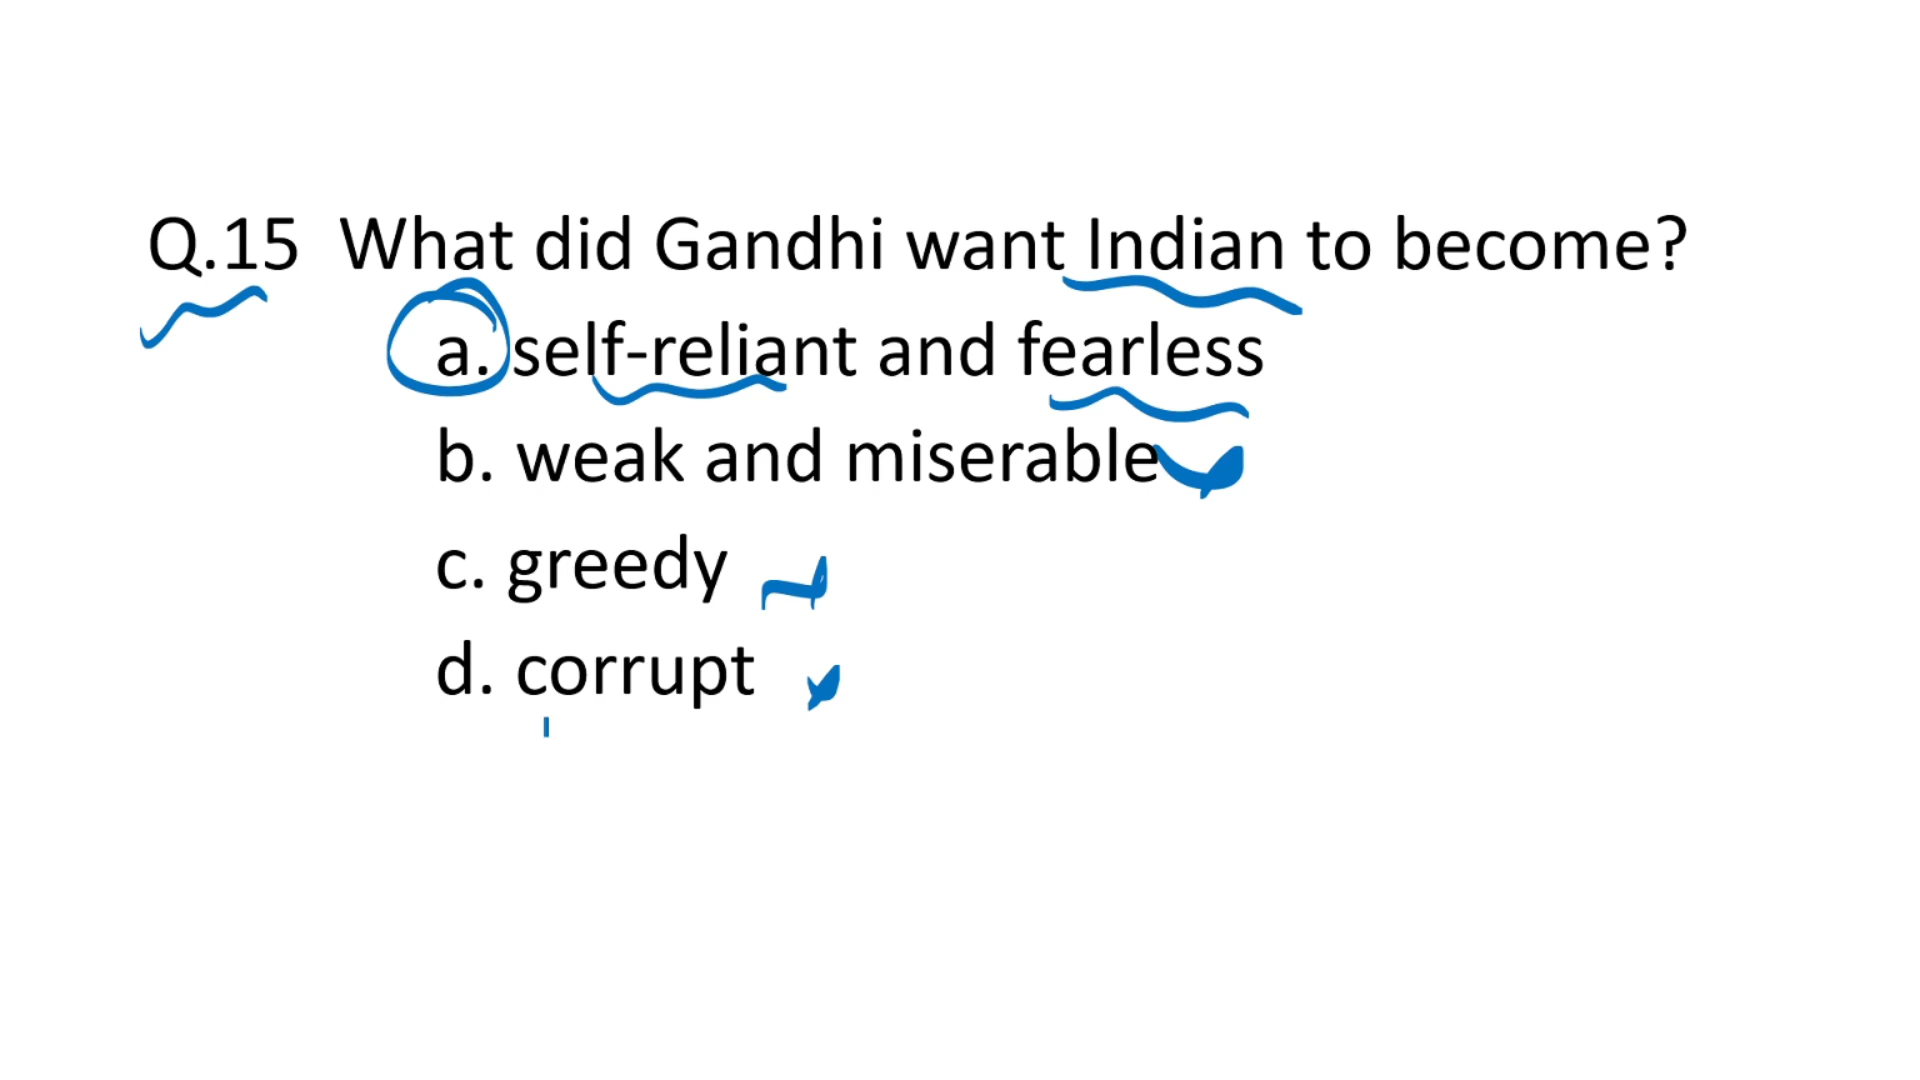 Q.15 What did Gandhi want Indian to become?
a. self-reliant and fearless
b. weak and miserable
c. greedy
d. corrupt